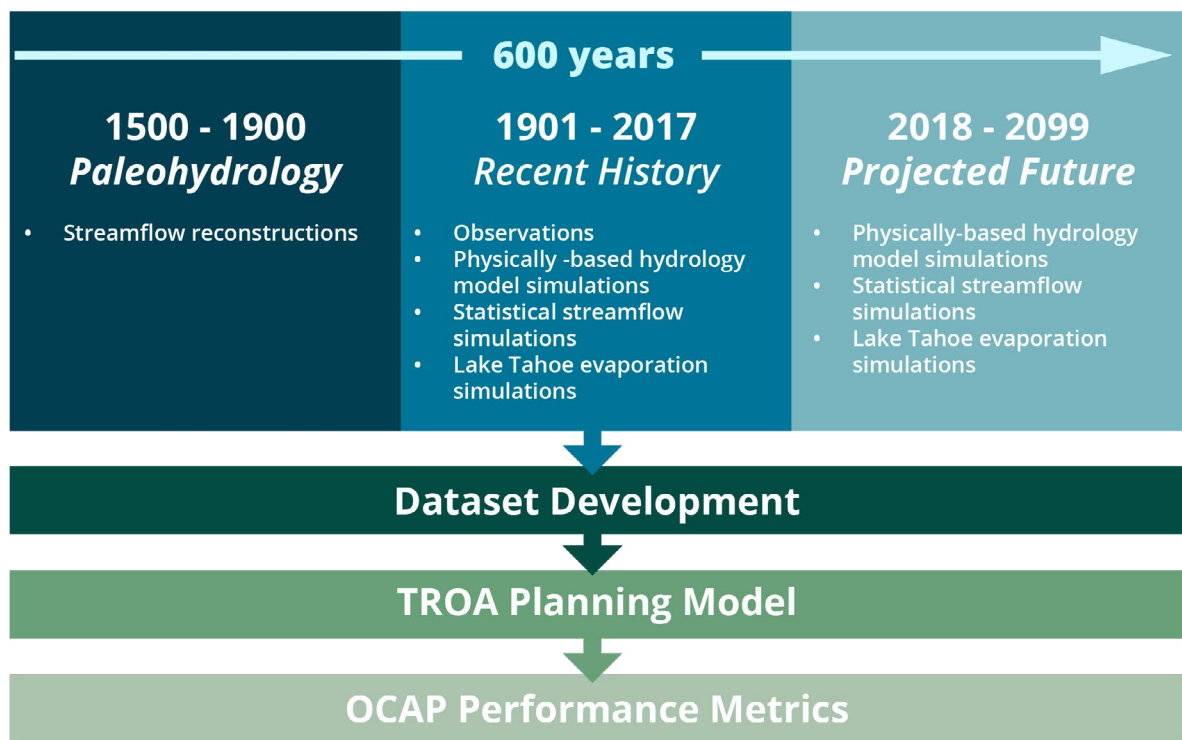 600 years
1500 - 1900
Paleohydrology
• Streamflow reconstructions
1901 - 2017
Recent History
• Observations
• Physically -based hydrology
model simulations
• Statistical streamflow
simulations
• Lake Tahoe evaporation
simulations
2018 - 2099
Projected Future
• Physically-based hydrology
model simulations
• Statistical streamflow
simulations
• Lake Tahoe evaporation
simulations
Dataset Development
TROA Planning Model
OCAP Performance Metrics